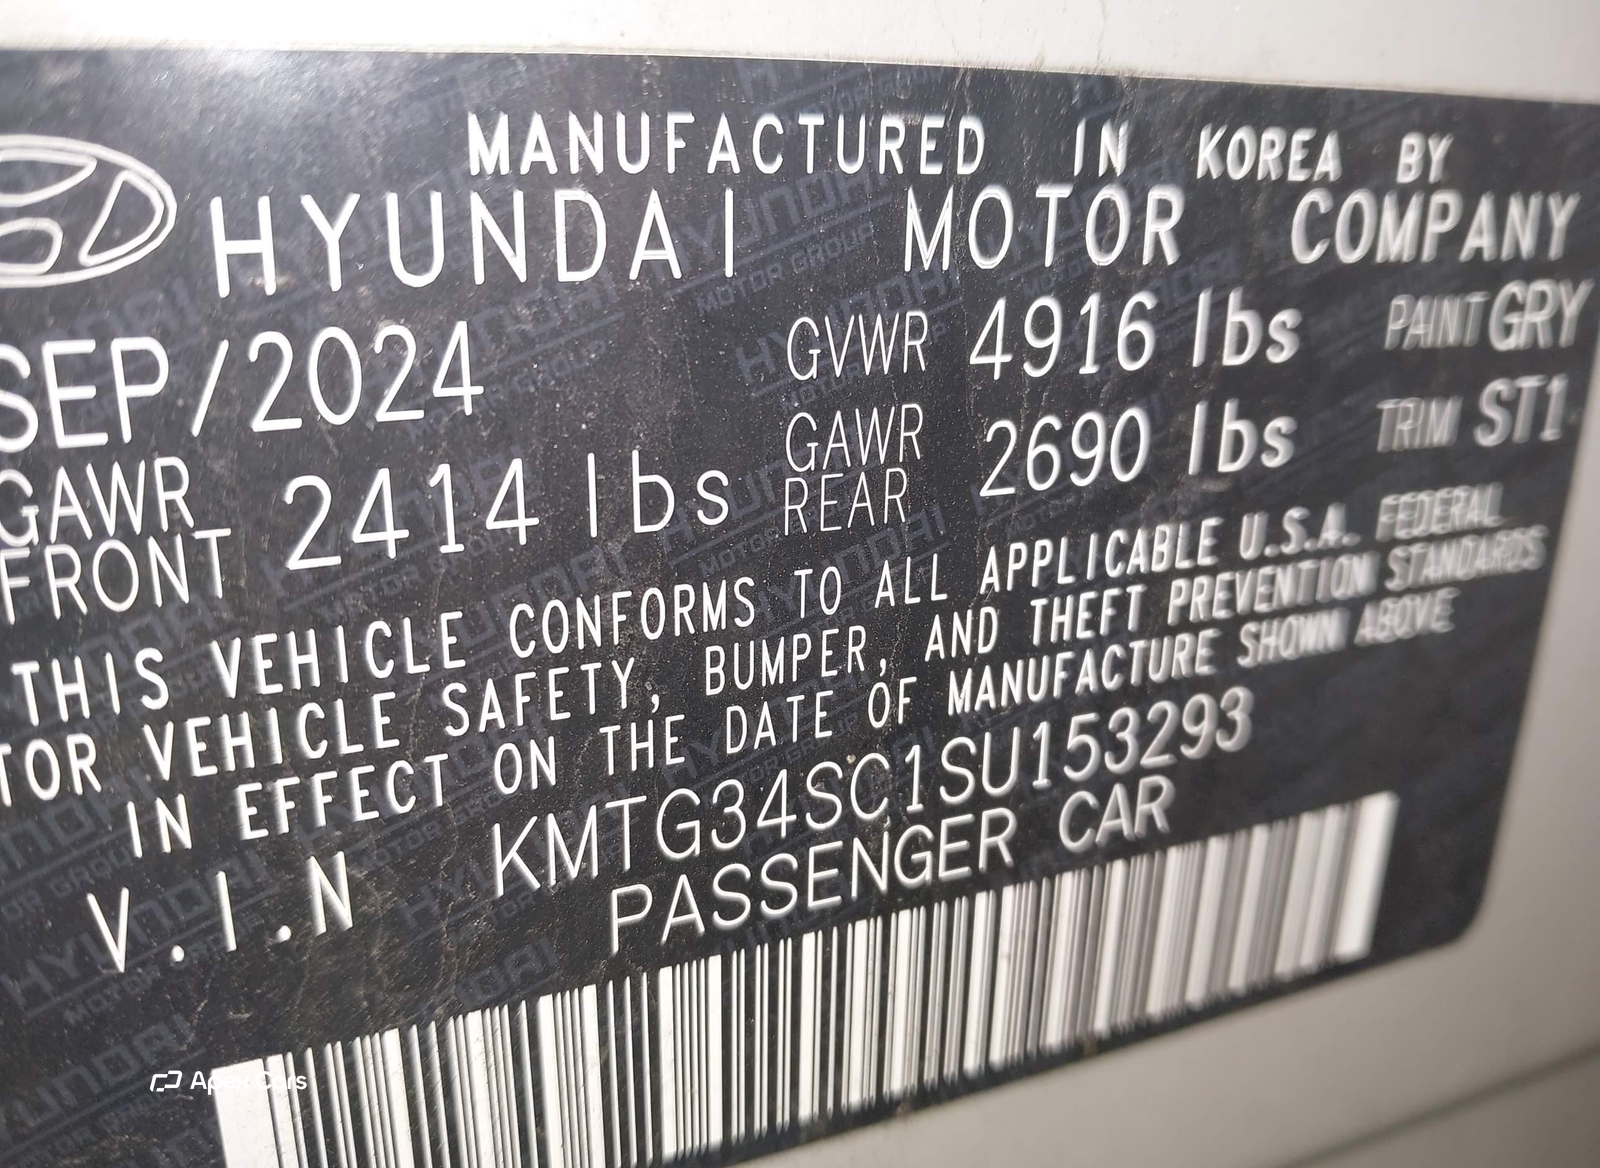 MANUFACTURED IN KOREA BY
HYUNDAI MOTOR COMPANY
SEP/2024 GVWR 4916 lbs PAINT GRY
GAWR FRONT 2414 lbs GAWR REAR 2690 lbs TRIM ST1
THIS VEHICLE CONFORMS TO ALL APPLICABLE U.S.A. FEDERAL
TOR VEHICLE SAFETY, BUMPER, AND THEFT PREVENTION STANDARDS
IN EFFECT ON THE DATE OF MANUFACTURE SHOWN ABOVE
V.I.N KMTG34SC1SU153293
PASSENGER CAR
Apex Cars